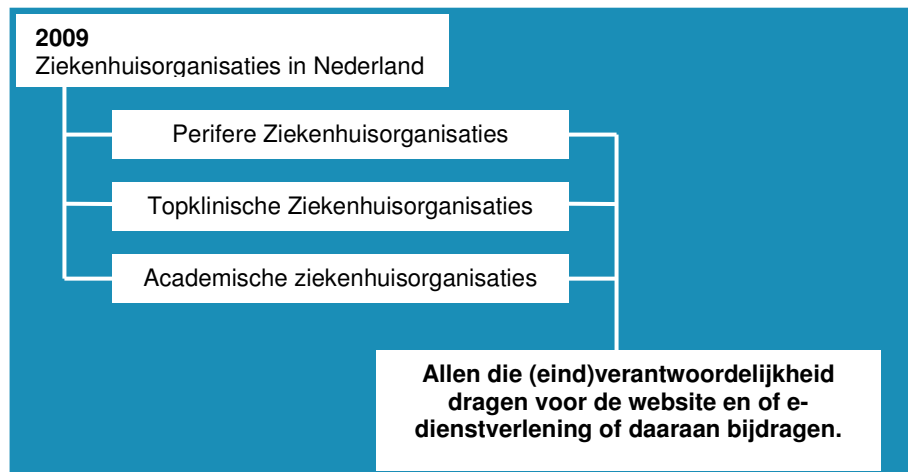 2009
Ziekenhuisorganisaties in Nederland
Perifere Ziekenhuisorganisaties
Topklinische Ziekenhuisorganisaties
Academische ziekenhuisorganisaties
Allen die (eind)verantwoordelijkheid
dragen voor de website en of e-
dienstverlening of daaraan bijdragen.